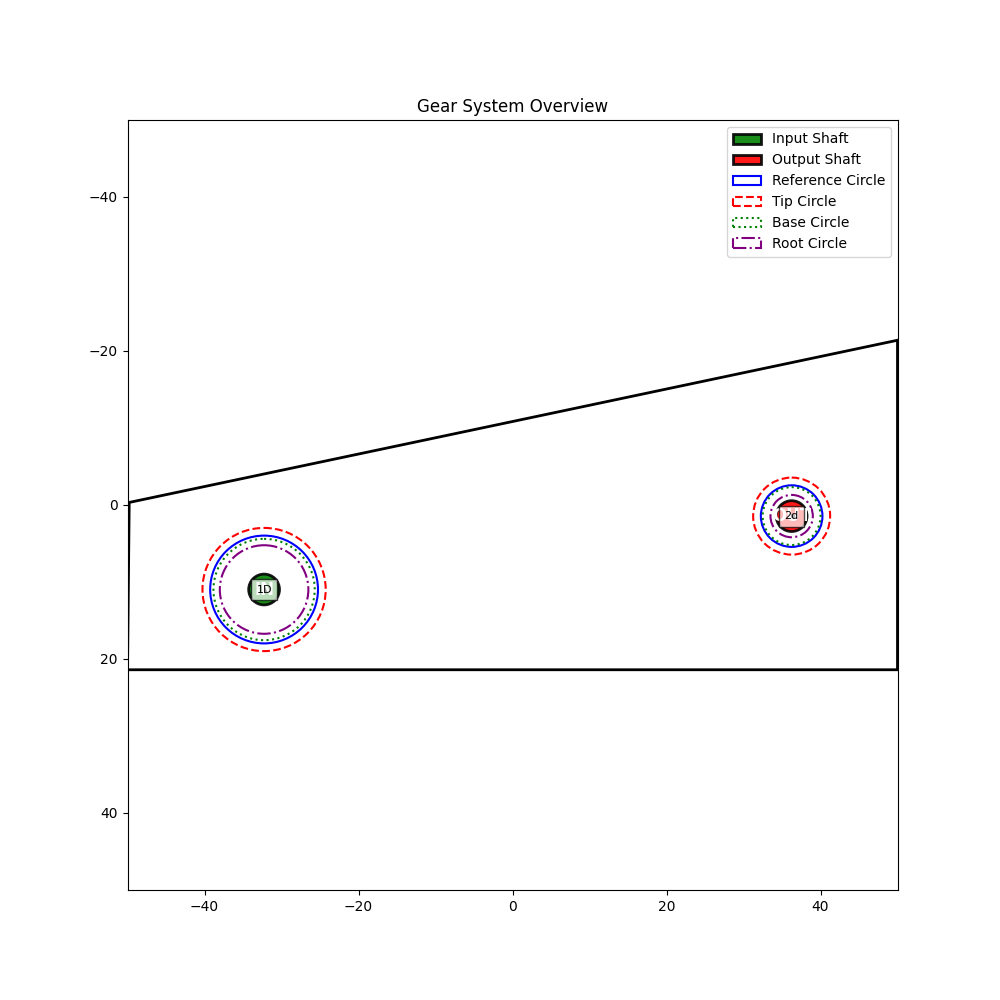 Gear System Overview
Input Shaft
Output Shaft
Reference Circle
Tip Circle
Base Circle
Root Circle
−40
−20
0
20
40
2d
1D
−40
−20
0
20
40